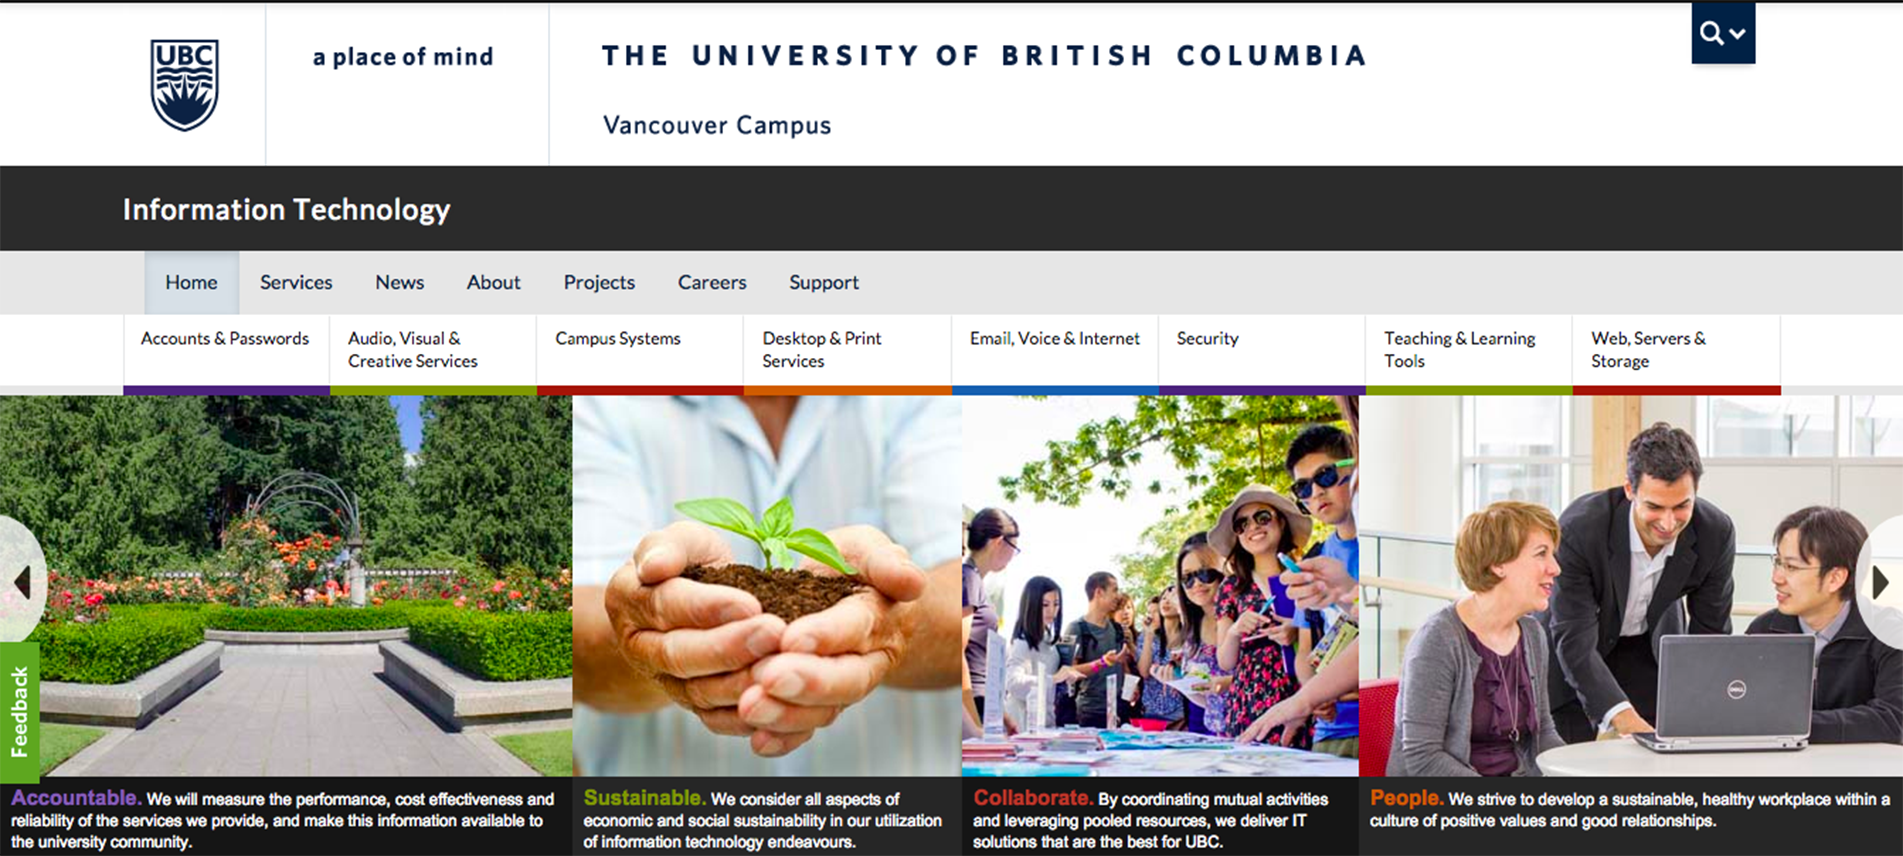 UBC
a place of mind
THE UNIVERSITY OF BRITISH COLUMBIA
Vancouver Campus
Information Technology
Home Services News About Projects Careers Support
Accounts & Passwords
Audio, Visual &
Creative Services
Campus Systems
Desktop & Print
Services
Email, Voice & Internet
Security
Teaching & Learning
Tools
Web, Servers &
Storage
Feedback
DELL
Accountable. We will measure the performance, cost effectiveness and
reliability of the services we provide, and make this information available to
the university community.
Sustainable. We consider all aspects of
economic and social sustainability in our utilization
of information technology endeavours.
Collaborate. By coordinating mutual activities
and leveraging pooled resources, we deliver IT
solutions that are the best for UBC.
People. We strive to develop a sustainable, healthy workplace within a
culture of positive values and good relationships.